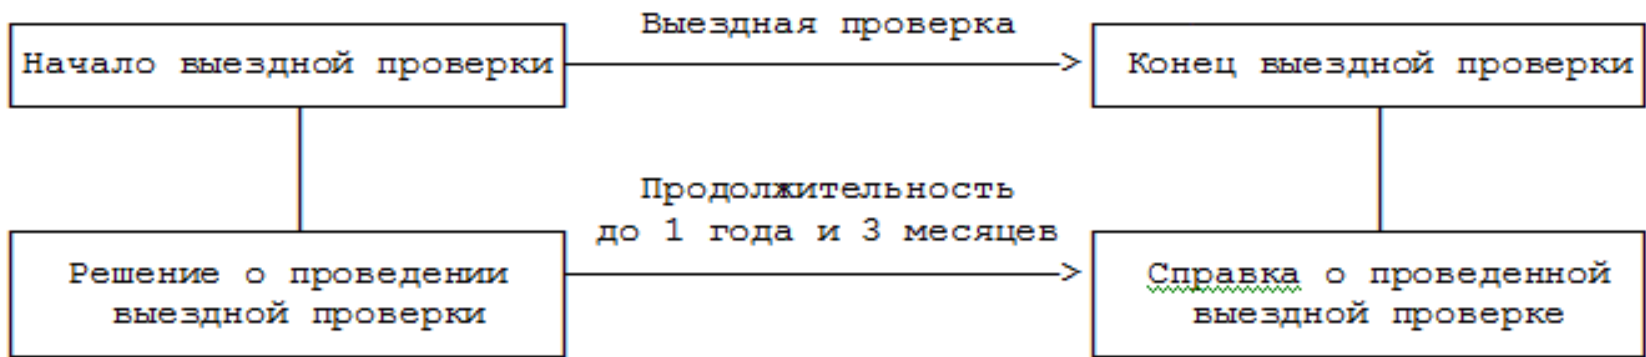 Выездная проверка
Начало выездной проверки
Конец выездной проверки
Продолжительность
до 1 года и 3 месяцев
Решение о проведении
выездной проверки
Справка о проведенной
выездной проверке